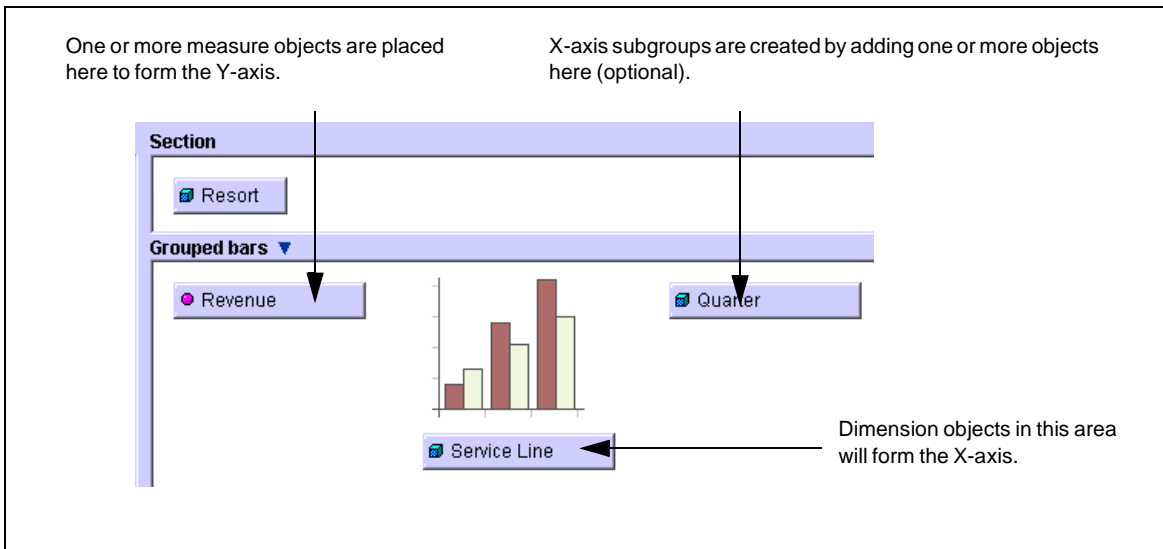 One or more measure objects are placed
here to form the Y-axis.
X-axis subgroups are created by adding one or more objects
here (optional).
Section
Resort
Grouped bars
Revenue
Quarter
Service Line
Dimension objects in this area
will form the X-axis.